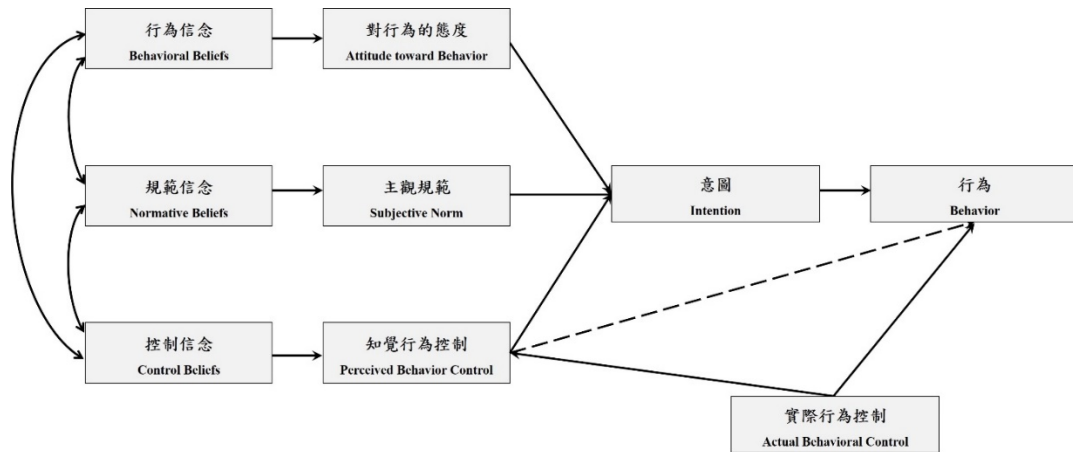 行為信念
Behavioral Beliefs
對行為的態度
Attitude toward Behavior
規範信念
Normative Beliefs
主觀規範
Subjective Norm
意圖
Intention
行為
Behavior
控制信念
Control Beliefs
知覺行為控制
Perceived Behavior Control
實際行為控制
Actual Behavioral Control